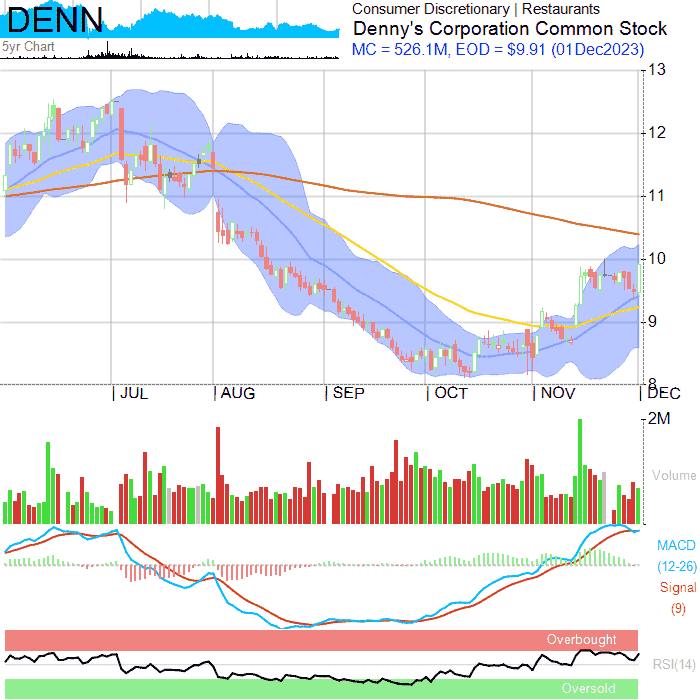 DENN
5yr Chart
Consumer Discretionary | Restaurants
Denny's Corporation Common Stock
MC = 526.1M, EOD = $9.91 (01Dec2023)
13
12
11
10
9
8
JUL AUG SEP OCT NOV DEC
2M
Volume
MACD
(12-26)
Signal
(9)
Overbought
RSI(14)
Oversold